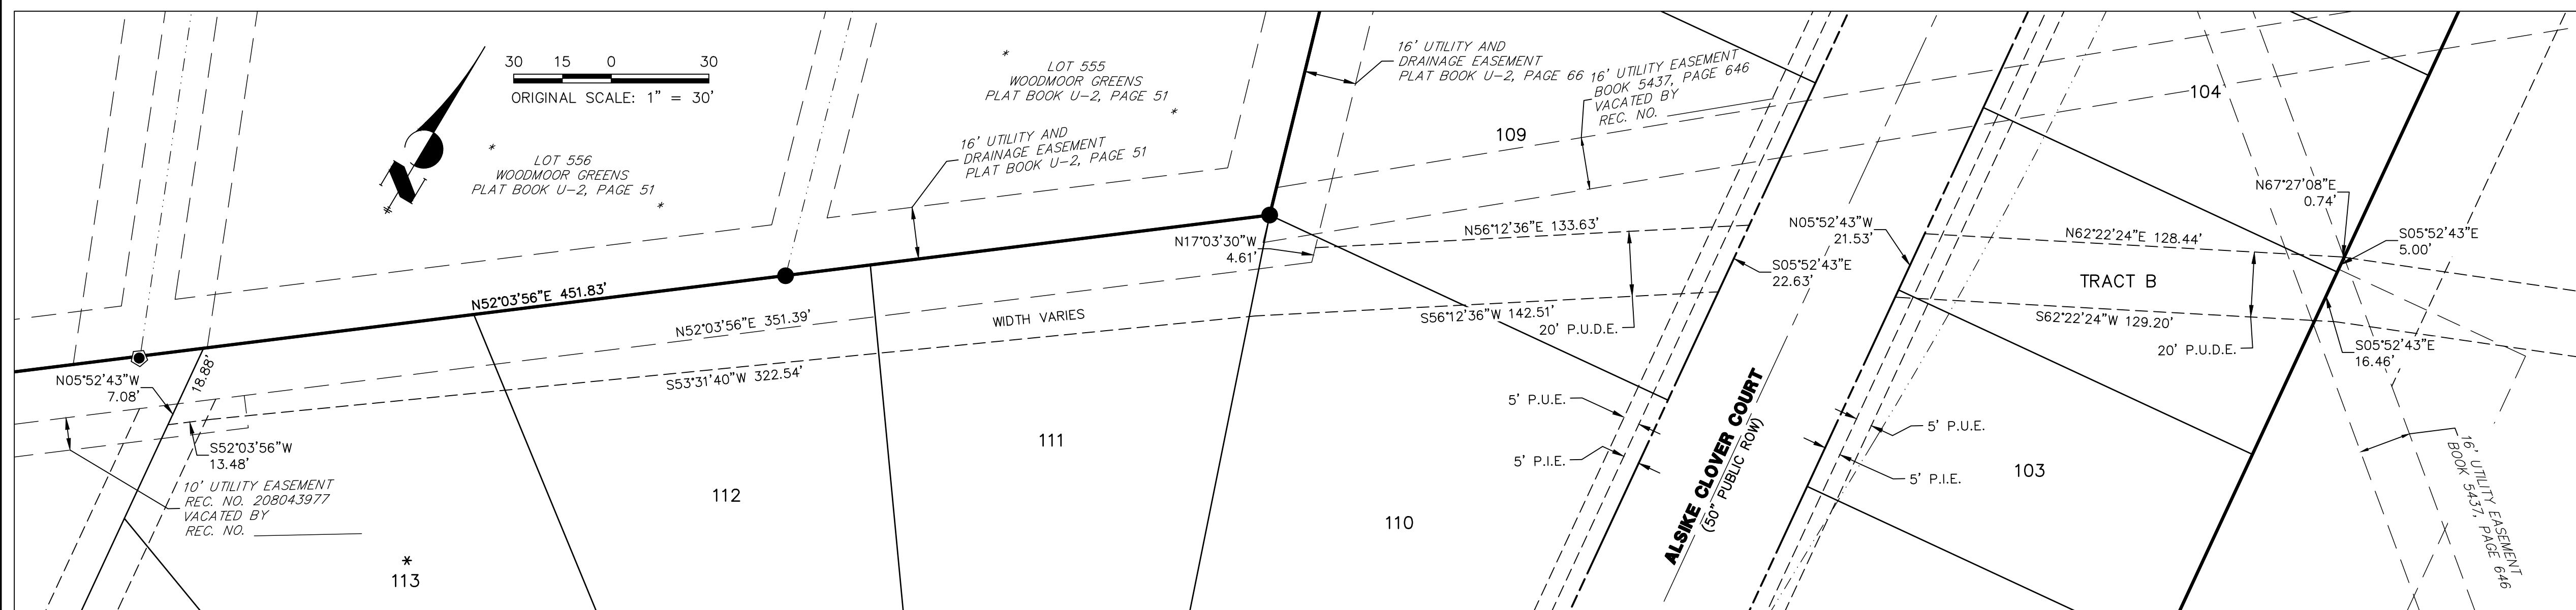 30 15 0 30
ORIGINAL SCALE: 1" = 30'
N
*
LOT 556
WOODMOOR GREENS
PLAT BOOK U-2, PAGE 51
*
*
LOT 555
WOODMOOR GREENS
PLAT BOOK U-2, PAGE 51
*
16' UTILITY AND
DRAINAGE EASEMENT
PLAT BOOK U-2, PAGE 51
16' UTILITY AND
DRAINAGE EASEMENT
PLAT BOOK U-2, PAGE 66
16' UTILITY EASEMENT
BOOK 5437, PAGE 646
VACATED BY
REC. NO.
109
104
N67°27'08"E
0.74'
S05°52'43"E
5.00'
N17°03'30"W
4.61'
N56°12'36"E 133.63'
N05°52'43"W
21.53'
N62°22'24"E 128.44'
TRACT B
S05°52'43"E
22.63'
N52°03'56"E 451.83'
N52°03'56"E 351.39'
WIDTH VARIES
S56°12'36"W 142.51'
20' P.U.D.E.
S62°22'24"W 129.20'
20' P.U.D.E.
S05°52'43"E
16.46'
18.88'
N05°52'43"W
7.08'
S53°31'40"W 322.54'
S52°03'56"W
13.48'
10' UTILITY EASEMENT
REC. NO. 208043977
VACATED BY
REC. NO.
*
113
112
111
110
5' P.U.E.
5' P.I.E.
ALSIKE CLOVER COURT
(50" PUBLIC ROW)
5' P.U.E.
5' P.I.E.
103
16' UTILITY EASEMENT
BOOK 5437, PAGE 646